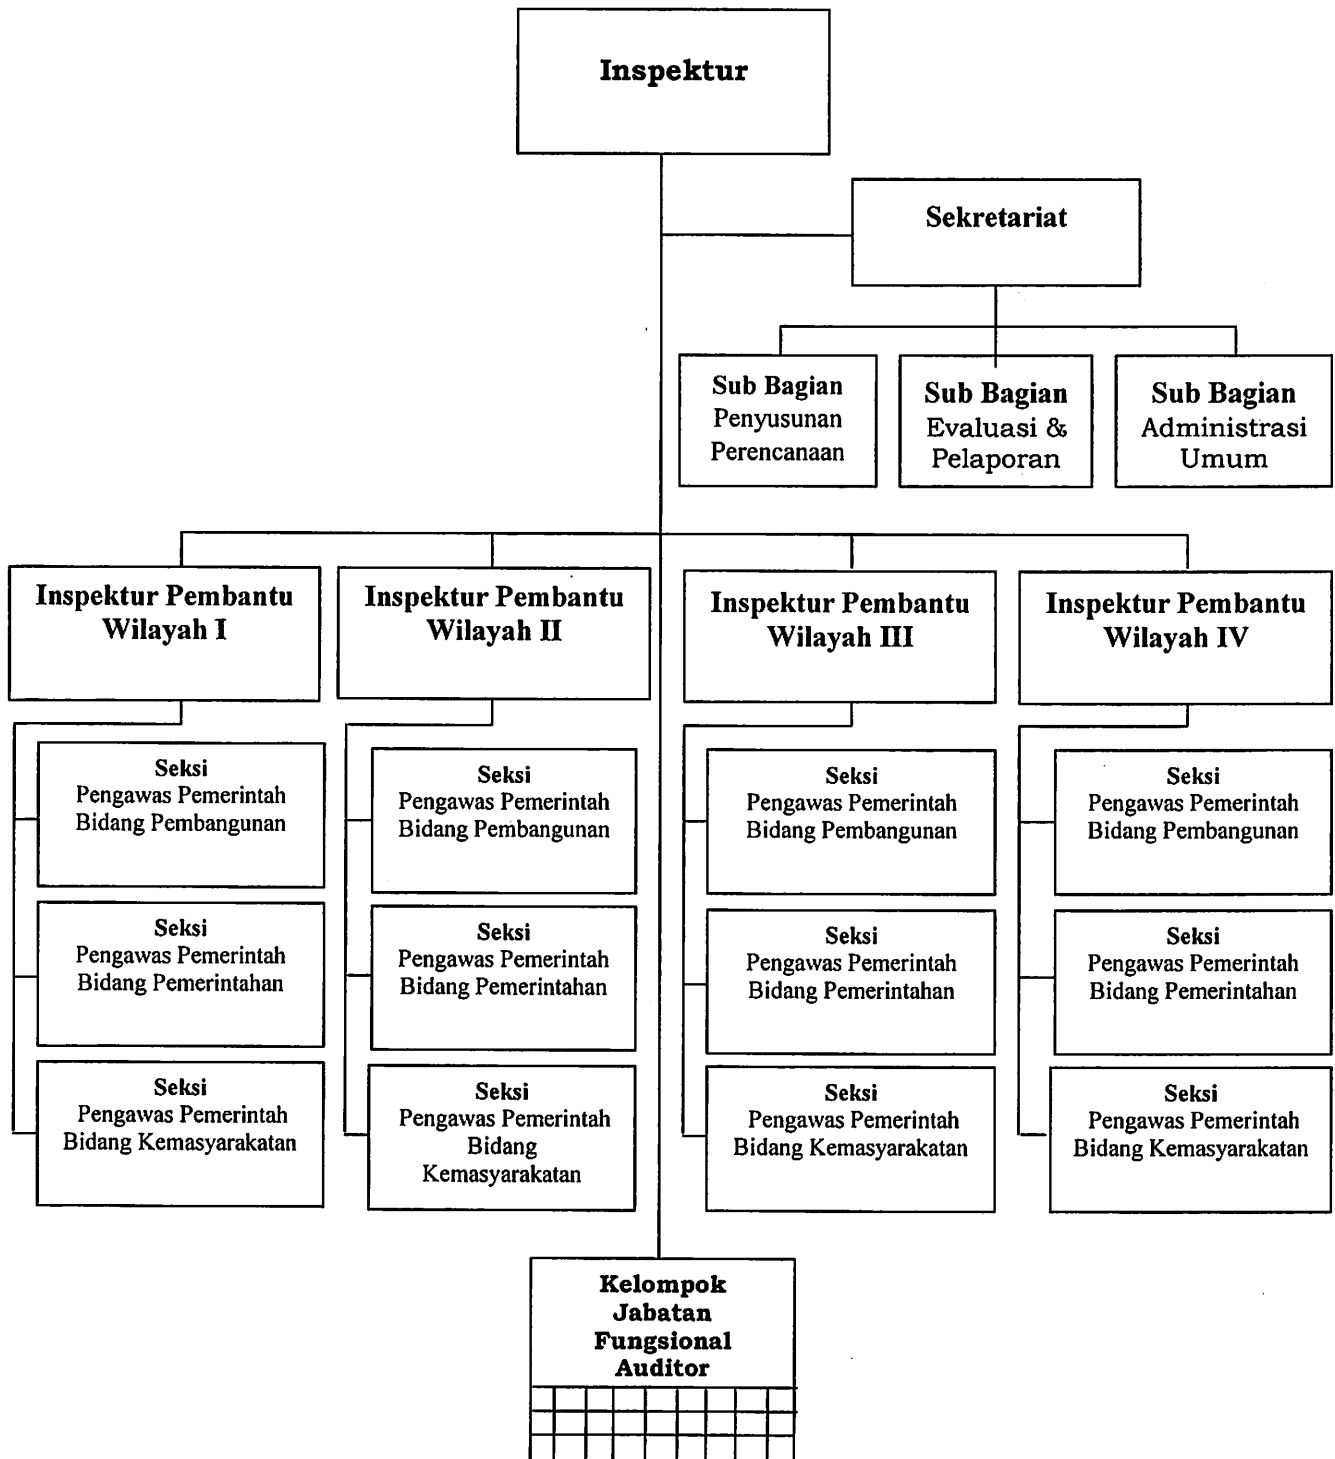 Inspektur
Sekretariat
Sub Bagian
Penyusunan
Perencanaan
Sub Bagian
Evaluasi &
Pelaporan
Sub Bagian
Administrasi
Umum
Inspektur Pembantu
Wilayah I
Inspektur Pembantu
Wilayah II
Inspektur Pembantu
Wilayah III
Inspektur Pembantu
Wilayah IV
Seksi
Pengawas Pemerintah
Bidang Pembangunan
Seksi
Pengawas Pemerintah
Bidang Pembangunan
Seksi
Pengawas Pemerintah
Bidang Pembangunan
Seksi
Pengawas Pemerintah
Bidang Pembangunan
Seksi
Pengawas Pemerintah
Bidang Pemerintahan
Seksi
Pengawas Pemerintah
Bidang Pemerintahan
Seksi
Pengawas Pemerintah
Bidang Pemerintahan
Seksi
Pengawas Pemerintah
Bidang Pemerintahan
Seksi
Pengawas Pemerintah
Bidang Kemasyarakatan
Seksi
Pengawas Pemerintah
Bidang
Kemasyarakatan
Seksi
Pengawas Pemerintah
Bidang Kemasyarakatan
Seksi
Pengawas Pemerintah
Bidang Kemasyarakatan
Kelompok
Jabatan
Fungsional
Auditor